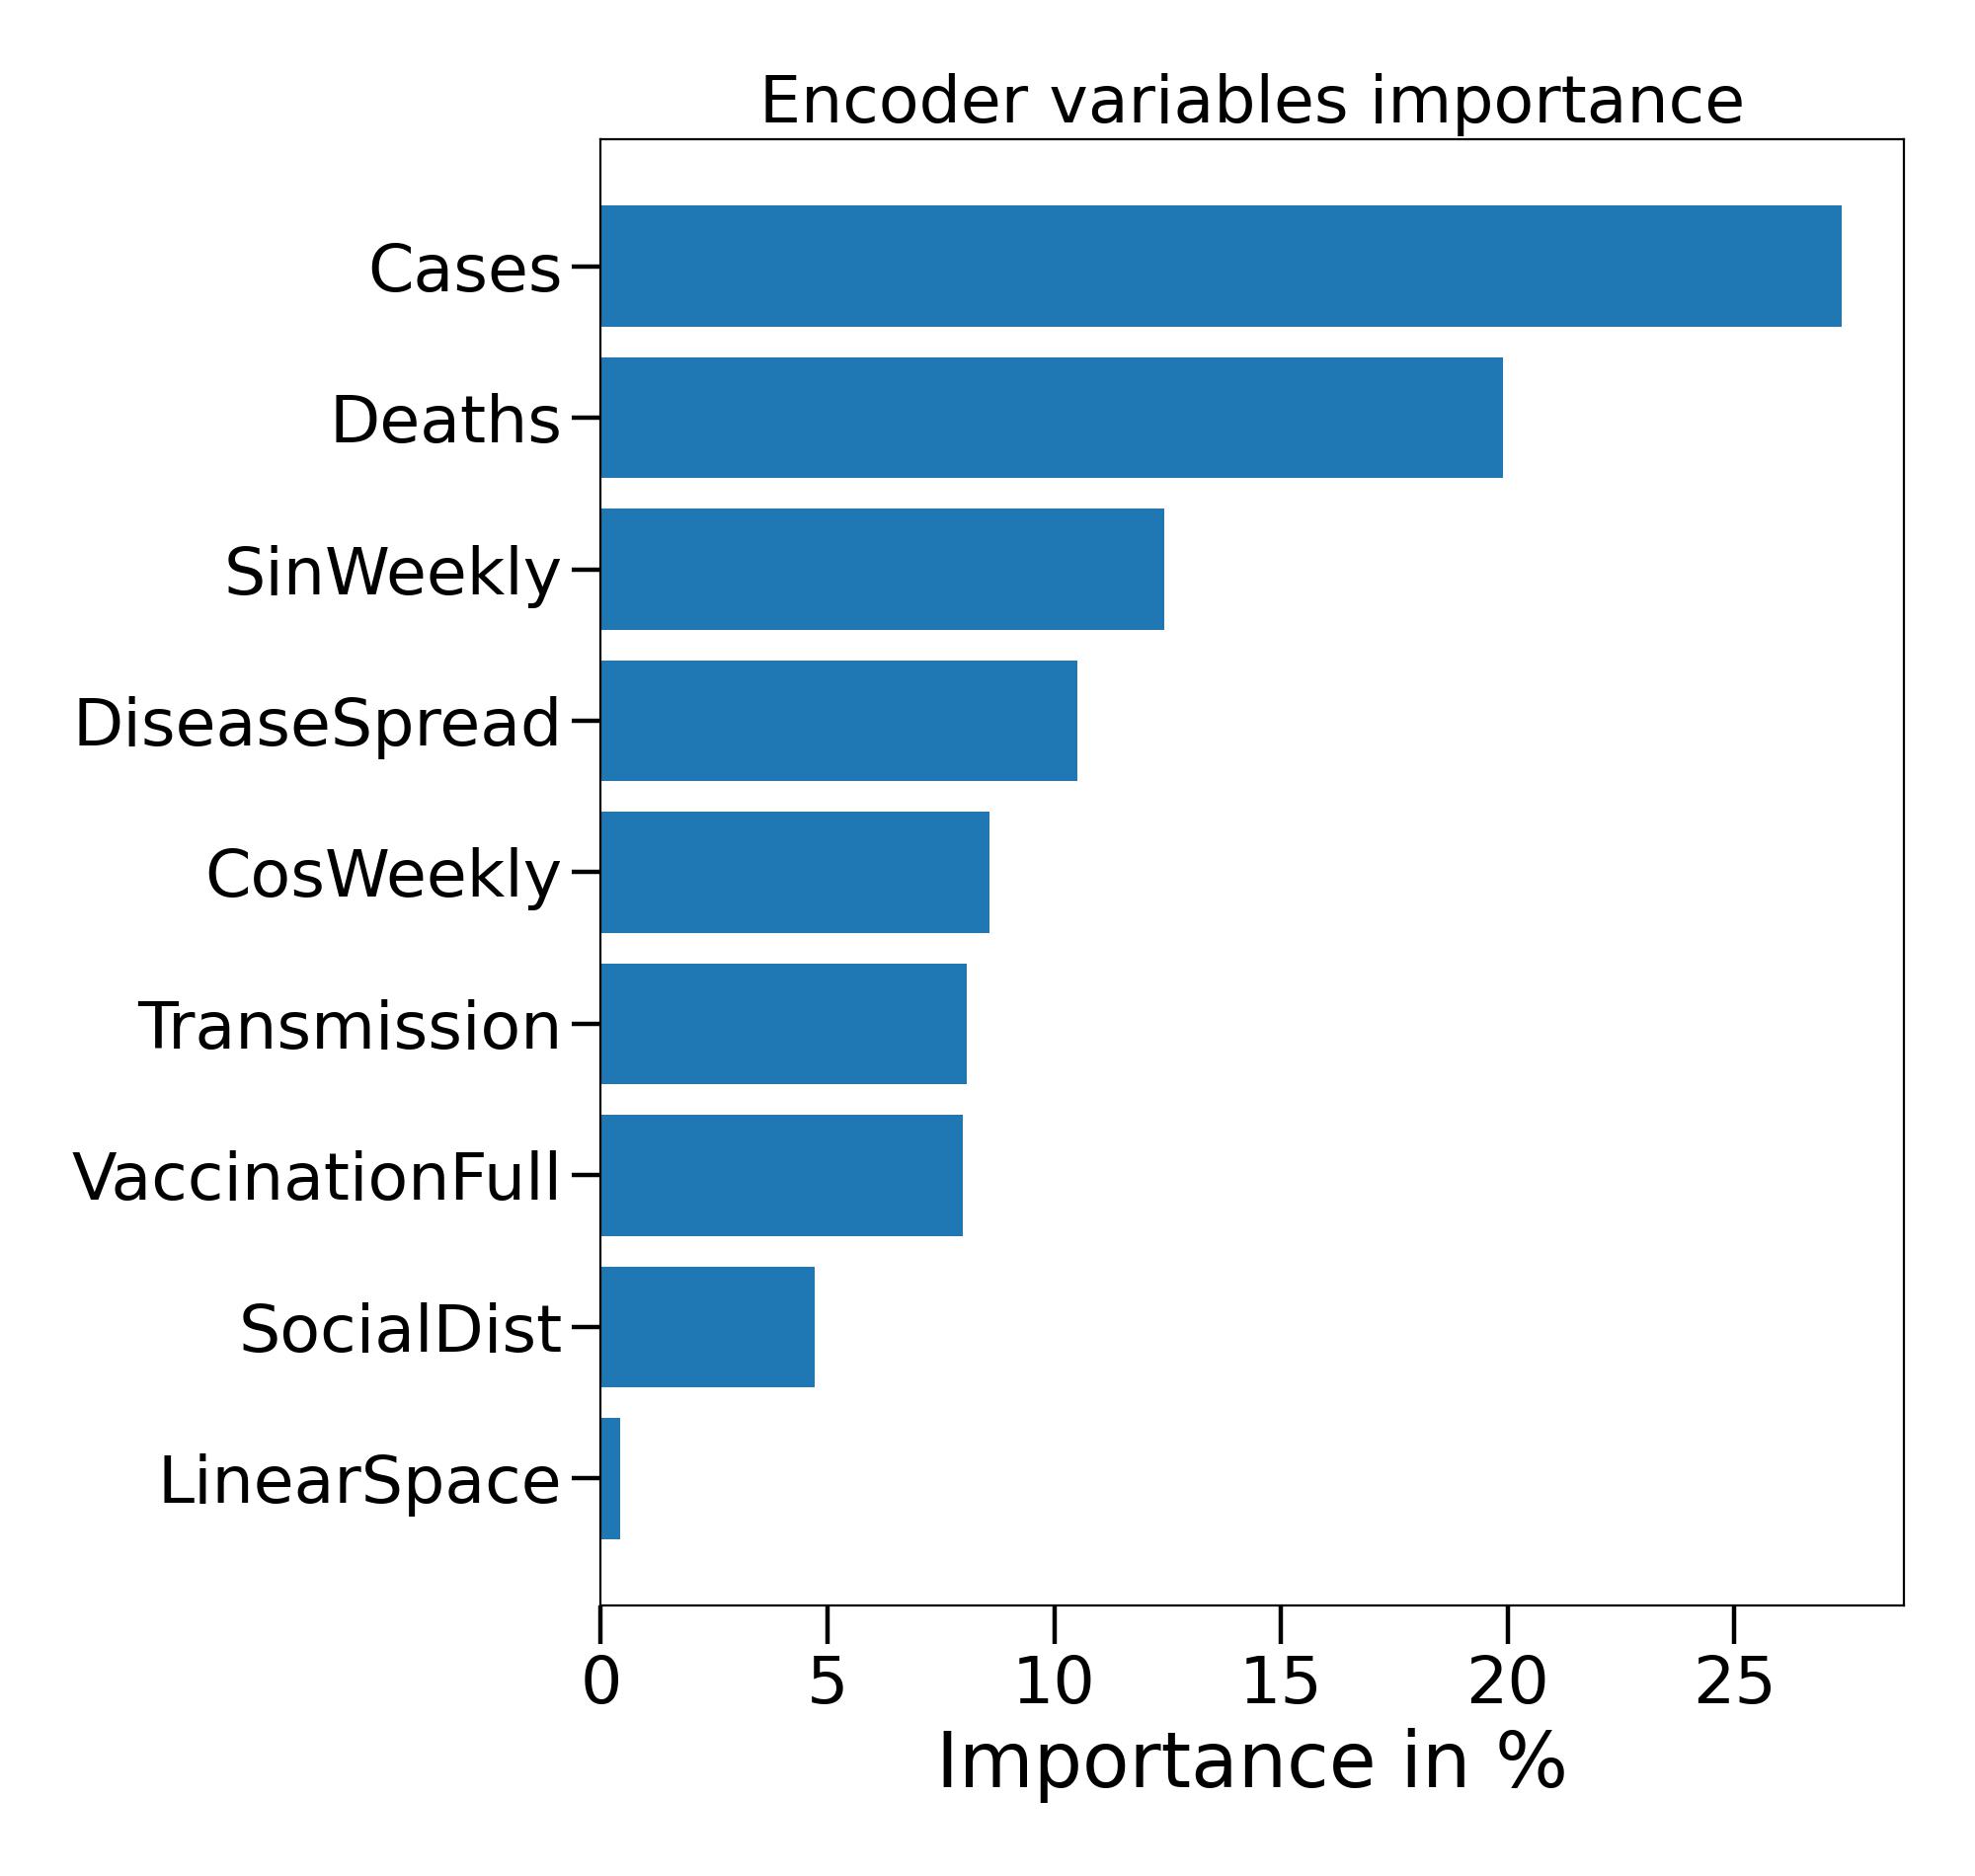 Encoder variables importance
Cases
Deaths
SinWeekly
DiseaseSpread
CosWeekly
Transmission
VaccinationFull
SocialDist
LinearSpace
0 5 10 15 20 25
Importance in %